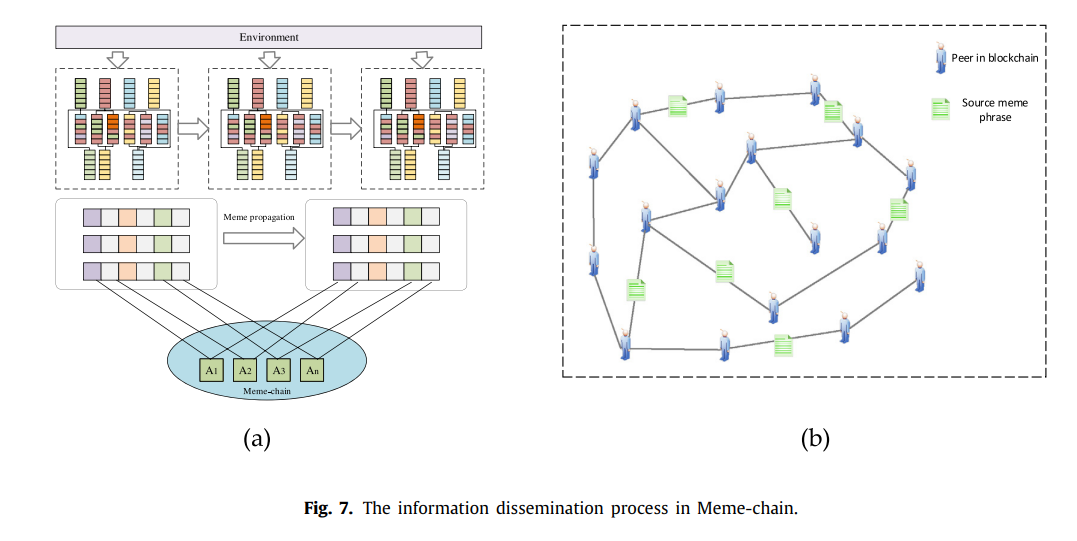 Environment
Meme propagation
A1 A2 A3 An
Meme-chain
(a)
Peer in blockchain
Source meme
phrase
(b)
Fig. 7. The information dissemination process in Meme-chain.